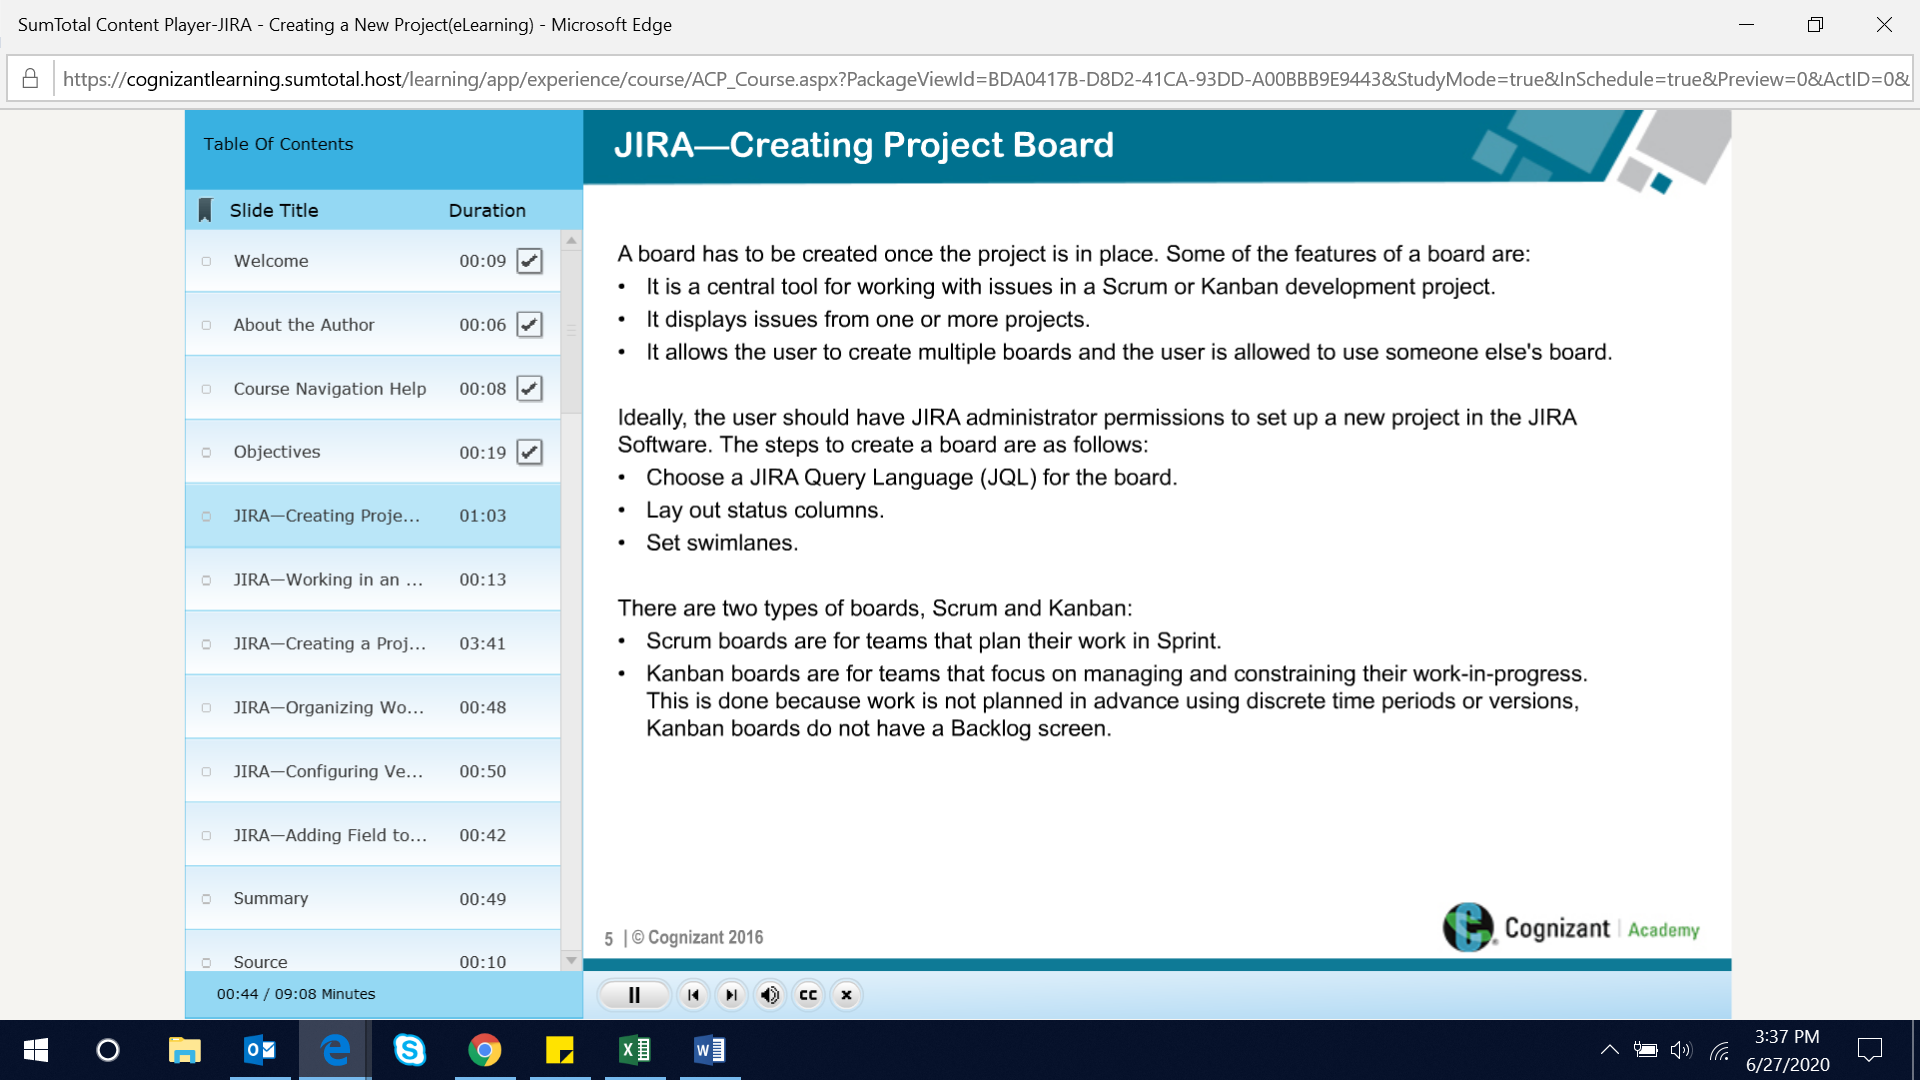 SumTotal Content Player-JIRA - Creating a New Project(eLearning) - Microsoft Edge
https://cognizantlearning.sumtotal.host/learning/app/experience/course/ACP_Course.aspx?PackageViewId=BDA0417B-D8D2-41CA-93DD-A00BBB9E9443&StudyMode=true&InSchedule=true&Preview=0&ActID=0&
Table Of Contents
Slide Title Duration
Welcome 00:09
About the Author 00:06
Course Navigation Help 00:08
Objectives 00:19
JIRA—Creating Proje... 01:03
JIRA—Working in an ... 00:13
JIRA—Creating a Proj... 03:41
JIRA—Organizing Wo... 00:48
JIRA—Configuring Ve... 00:50
JIRA—Adding Field to... 00:42
Summary 00:49
Source 00:10
00:44 / 09:08 Minutes
JIRA—Creating Project Board
A board has to be created once the project is in place. Some of the features of a board are:
• It is a central tool for working with issues in a Scrum or Kanban development project.
• It displays issues from one or more projects.
• It allows the user to create multiple boards and the user is allowed to use someone else's board.
Ideally, the user should have JIRA administrator permissions to set up a new project in the JIRA
Software. The steps to create a board are as follows:
• Choose a JIRA Query Language (JQL) for the board.
• Lay out status columns.
• Set swimlanes.
There are two types of boards, Scrum and Kanban:
• Scrum boards are for teams that plan their work in Sprint.
• Kanban boards are for teams that focus on managing and constraining their work-in-progress.
This is done because work is not planned in advance using discrete time periods or versions,
Kanban boards do not have a Backlog screen.
5 | © Cognizant 2016
Cognizant | Academy
CC
3:37 PM
6/27/2020